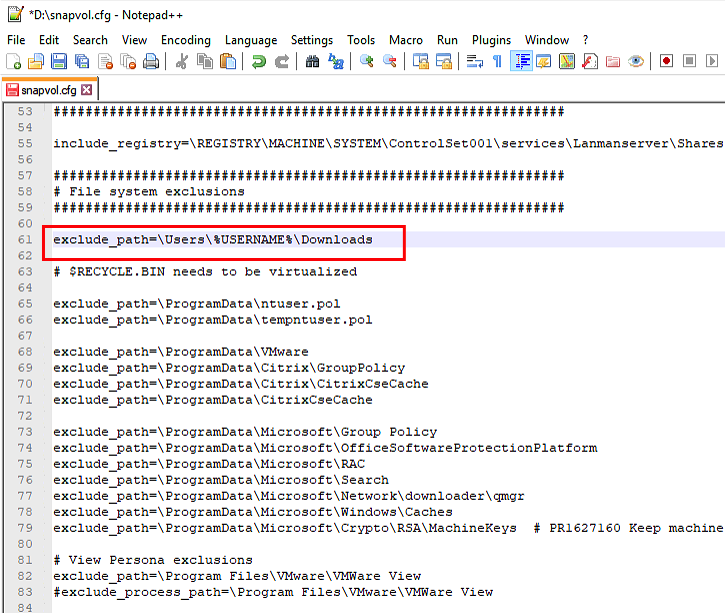 *D:\snapvol.cfg - Notepad++
File Edit Search View Encoding Language Settings Tools Macro Run Plugins Window ?
snapvol.cfg
53 ################################################################
54
55 include_registry=\REGISTRY\MACHINE\SYSTEM\ControlSet001\services\Lanmanserver\Shares
56
57 ################################################################
58 # File system exclusions
59 ################################################################
60
61 exclude_path=\Users\%USERNAME%\Downloads
62
63 # $RECYCLE.BIN needs to be virtualized
64
65 exclude_path=\ProgramData\ntuser.pol
66 exclude_path=\ProgramData\tempntuser.pol
67
68 exclude_path=\ProgramData\VMware
69 exclude_path=\ProgramData\Citrix\GroupPolicy
70 exclude_path=\ProgramData\Citrix\CitrixCseCache
71 exclude_path=\ProgramData\CitrixCseCache
72
73 exclude_path=\ProgramData\Microsoft\Group Policy
74 exclude_path=\ProgramData\Microsoft\OfficeSoftwareProtectionPlatform
75 exclude_path=\ProgramData\Microsoft\RAC
76 exclude_path=\ProgramData\Microsoft\Search
77 exclude_path=\ProgramData\Microsoft\Network\downloader\qmgr
78 exclude_path=\ProgramData\Microsoft\Windows\Caches
79 exclude_path=\ProgramData\Microsoft\Crypto\RSA\MachineKeys # PR1627160 Keep machine
80
81 # View Persona exclusions
82 exclude_path=\Program Files\VMware\VMWare View
83 #exclude_process_path=\Program Files\VMware\VMWare View
84